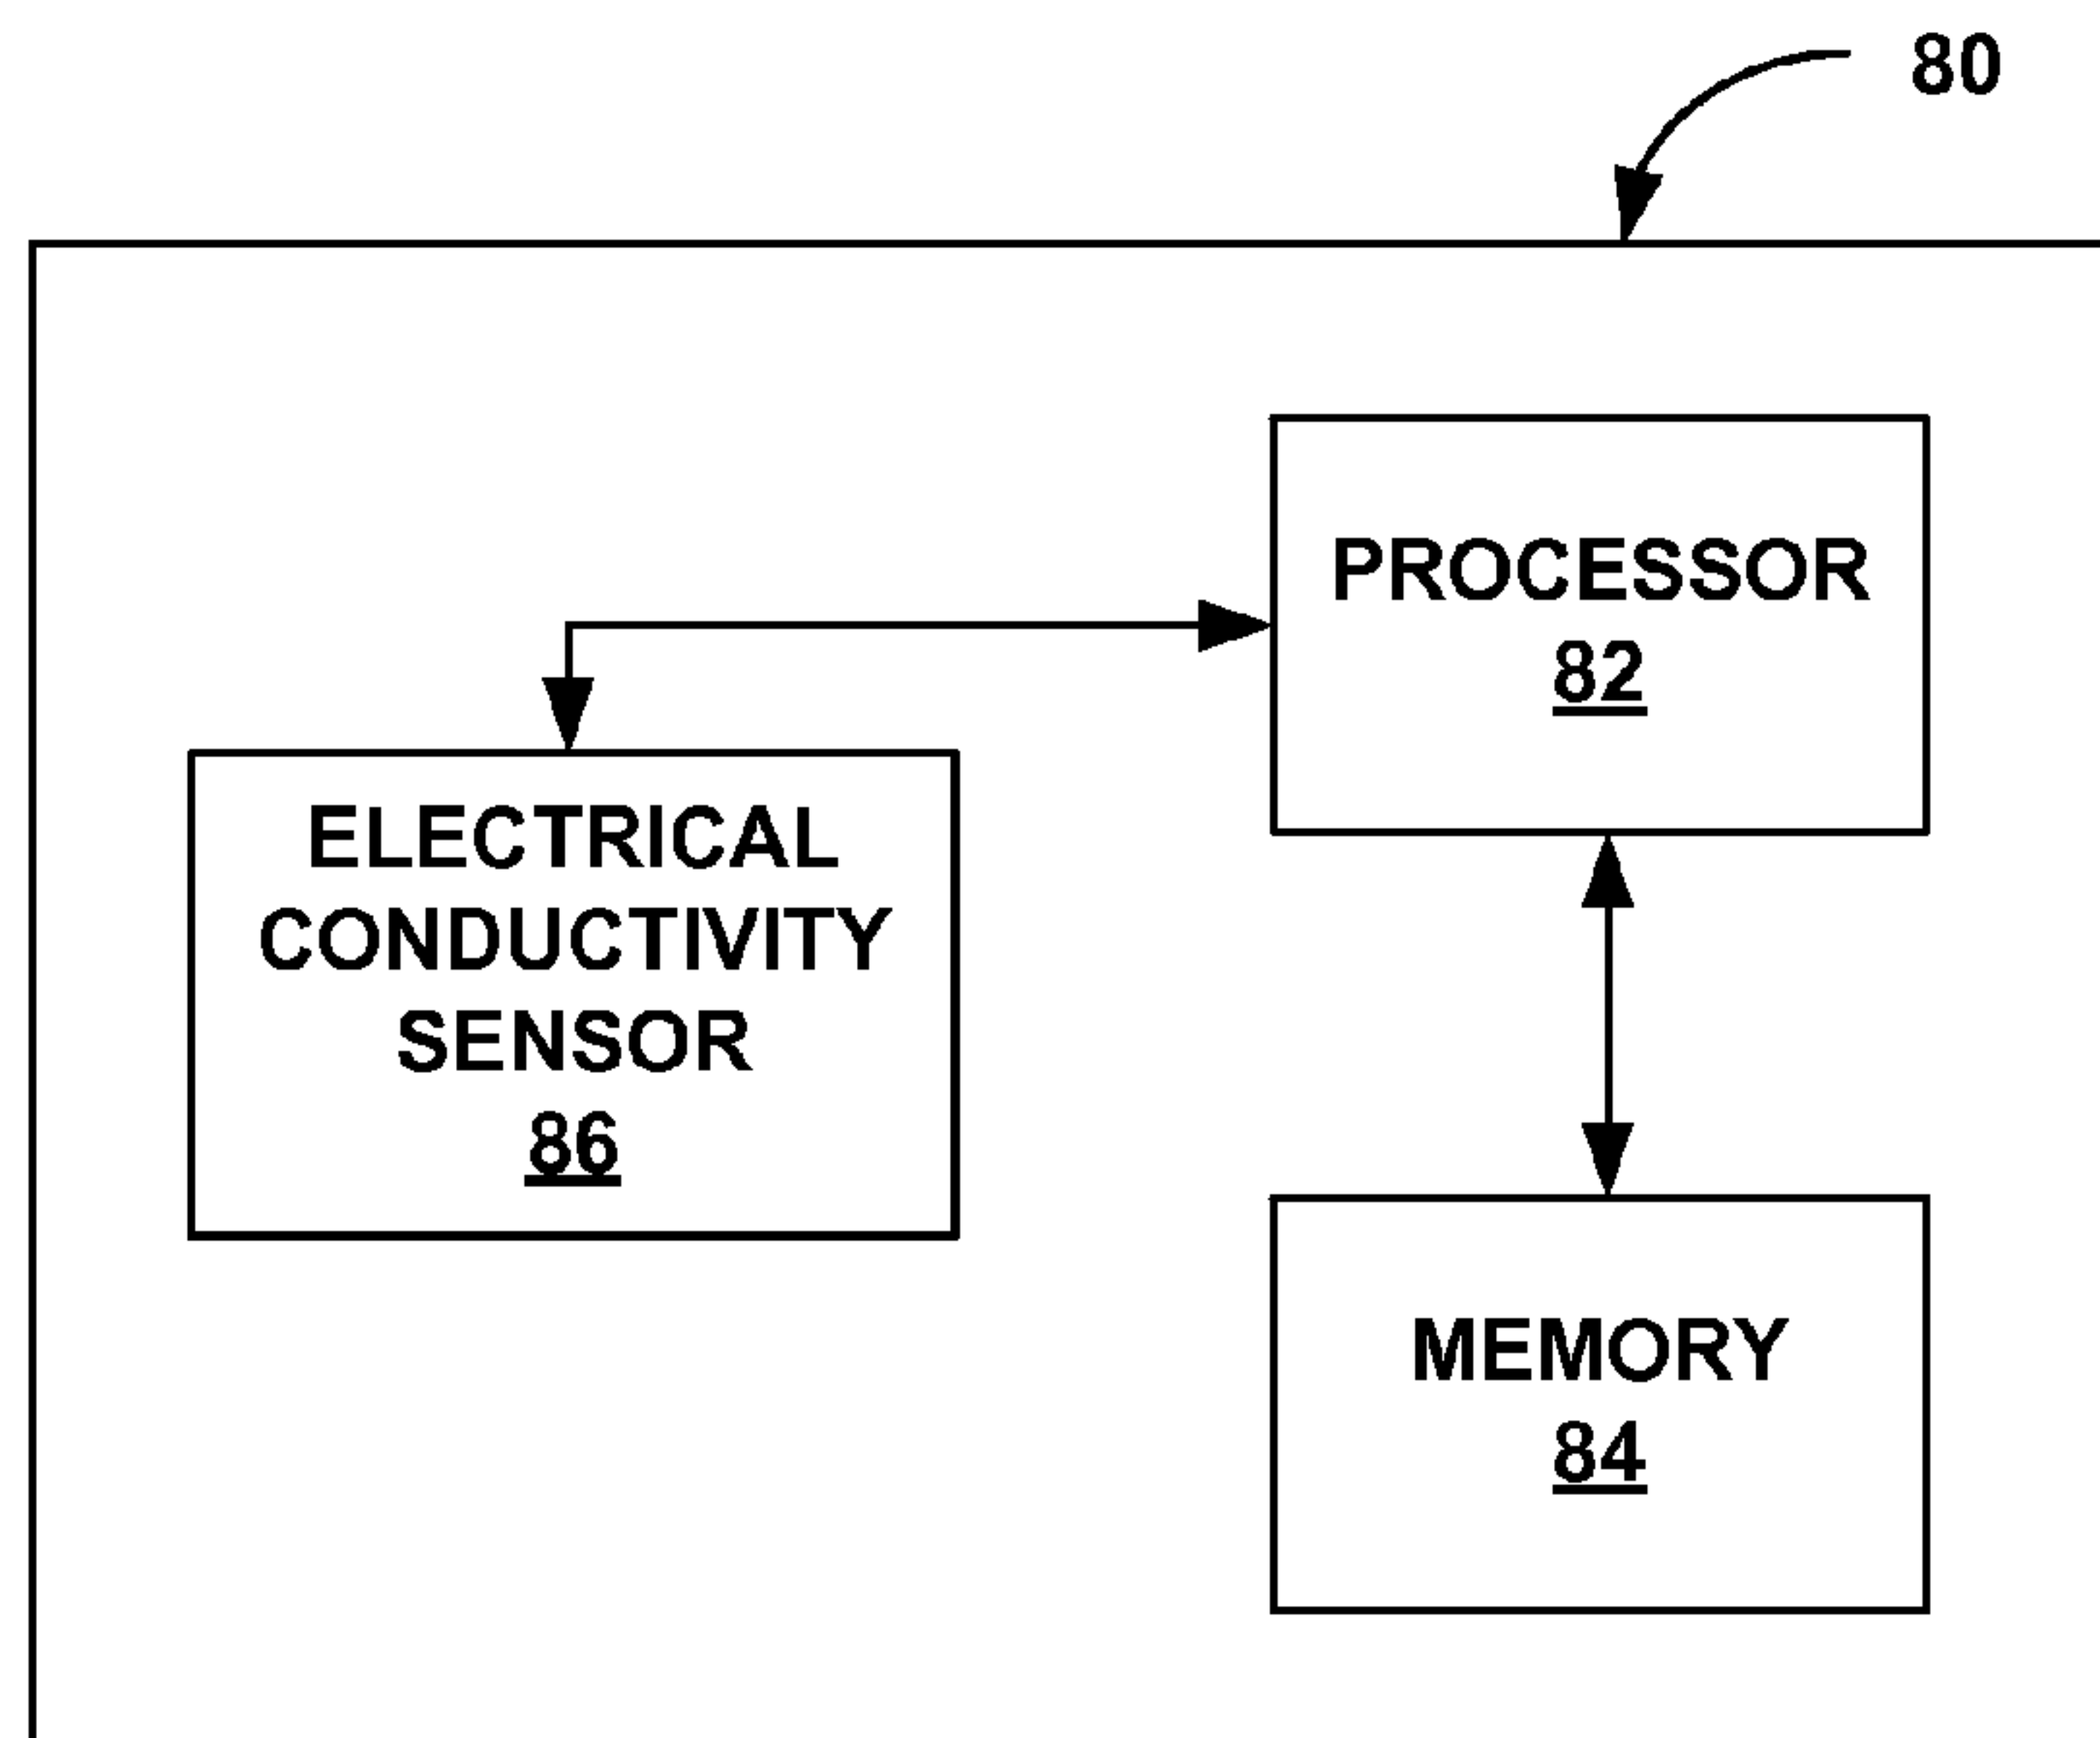 80
PROCESSOR
82
ELECTRICAL
CONDUCTIVITY
SENSOR
86
MEMORY
84